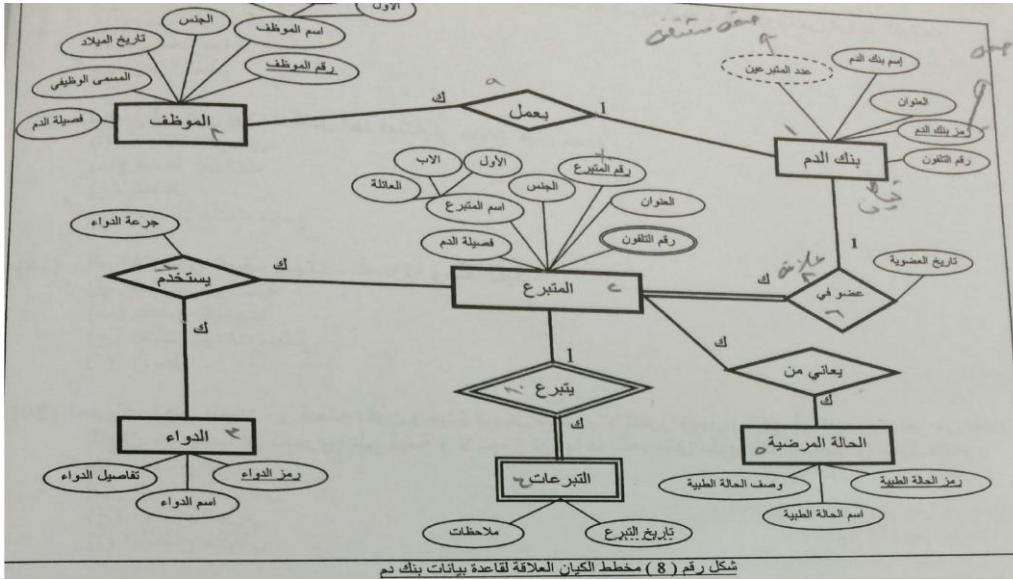 الأول
الجنس
اسم الموظف
تاريخ الميلاد
رقم الموظف
المسمى الوظيفي
فصيلة الدم
الموظف
ك
يعمل
1
عدد المتبرعين
إسم بنك الدم
العنوان
رمز بنك الدم
رقم التلفون
بنك الدم
1
الأول
الاب
العائلة
اسم المتبرع
الجنس
رقم المتبرع
العنوان
رقم التلفون
فصيلة الدم
المتبرع
ك
علاقة
عضو في
تاريخ العضوية
جرعة الدواء
يستخدم
ك
ك
1
يتبرع
ك
ك
يعاني من
ك
الدواء
تفاصيل الدواء
رمز الدواء
اسم الدواء
التبرعات
ملاحظات
تاريخ التبرع
الحالة المرضية
وصف الحالة الطبية
رمز الحالة الطبية
اسم الحالة الطبية
شكل رقم ( 8 ) مخطط الكيان العلاقة لقاعدة بيانات بنك دم